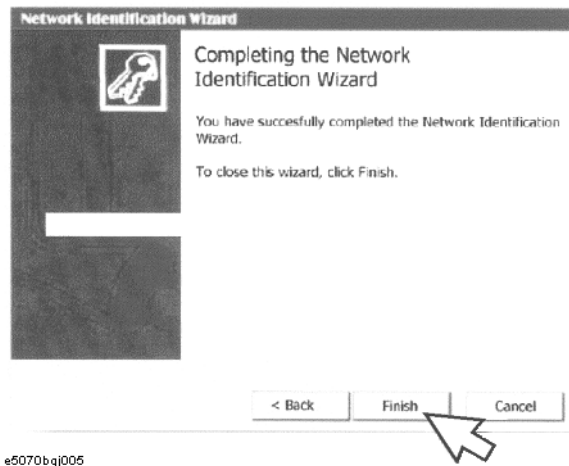 Network Identification Wizard
Completing the Network
Identification Wizard
You have succesfully completed the Network Identification
Wizard.
To close this wizard, click Finish.
< Back
Finish
Cancel
e5070bqj005